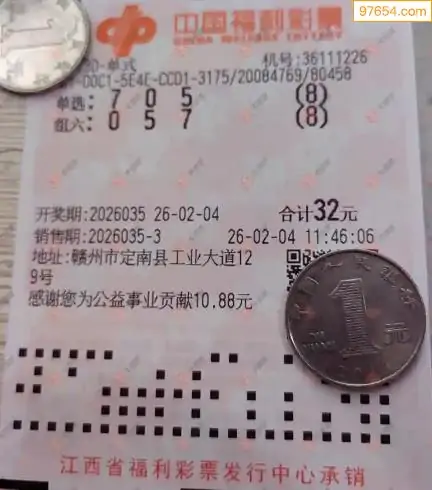 97654.com
中国福利彩票
CHINA WELFARE LOTTERY
3D-单式 机号:36111226
D0C1-5E4E-CCD1-3175/20084769/80458
单选: 7 0 5 (8)
组六: 0 5 7 (8)
开奖期:2026035 26-02-04 合计32元
销售期:2026035-3 26-02-04 11:46:06
地址:赣州市定南县工业大道12
9号
感谢您为公益事业贡献10.88元
1
元
江西省福利彩票发行中心承销